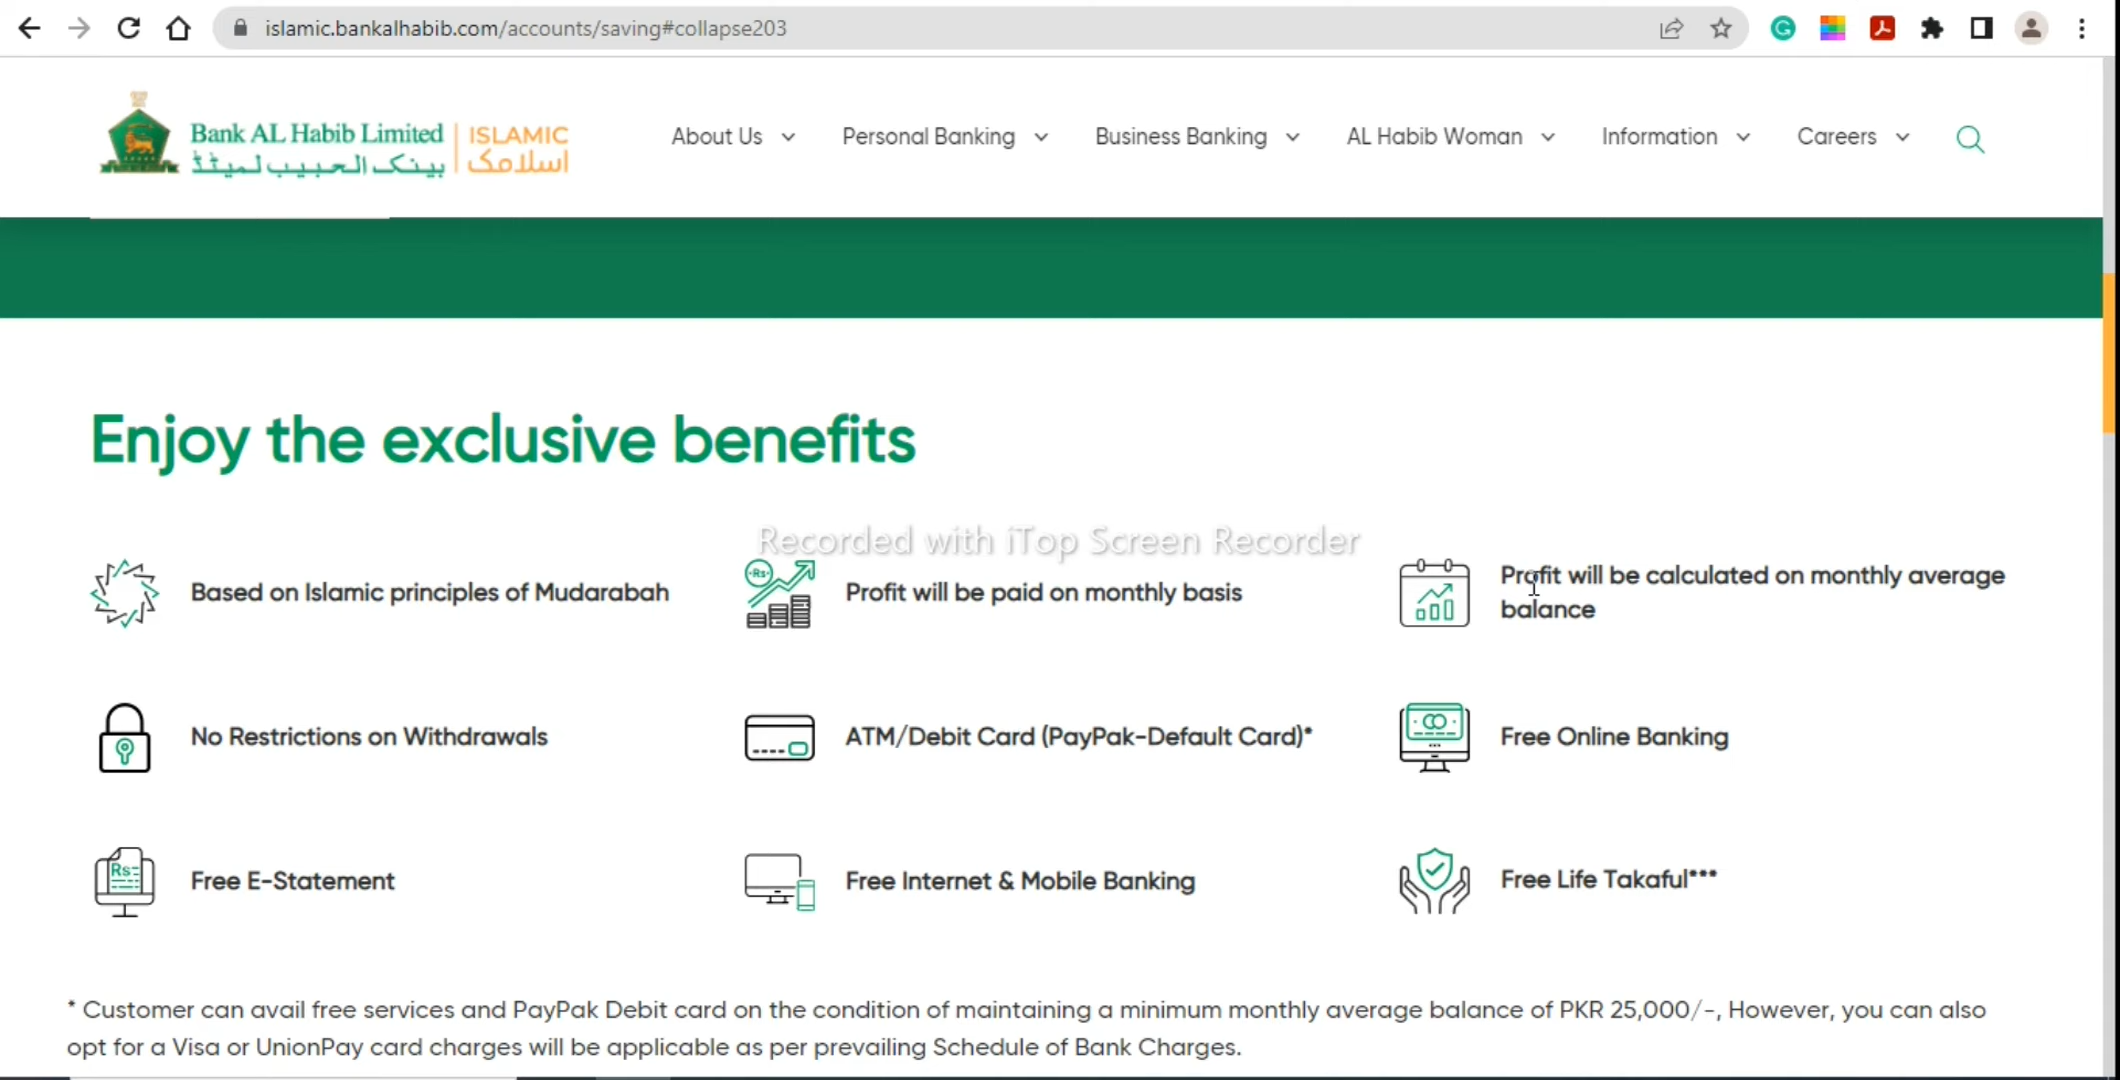 islamic.bankalhabib.com/accounts/saving#collapse203
Bank AL Habib Limited
بینک الحبیب لمیٹڈ
ISLAMIC
اسلامک
About Us
Personal Banking
Business Banking
AL Habib Woman
Information
Careers
Enjoy the exclusive benefits
Recorded with iTop Screen Recorder
Based on Islamic principles of Mudarabah
Profit will be paid on monthly basis
Profit will be calculated on monthly average
balance
No Restrictions on Withdrawals
ATM/Debit Card (PayPak-Default Card)*
Free Online Banking
Free E-Statement
Free Internet & Mobile Banking
Free Life Takaful***
* Customer can avail free services and PayPak Debit card on the condition of maintaining a minimum monthly average balance of PKR 25,000/-, However, you can also
opt for a Visa or UnionPay card charges will be applicable as per prevailing Schedule of Bank Charges.